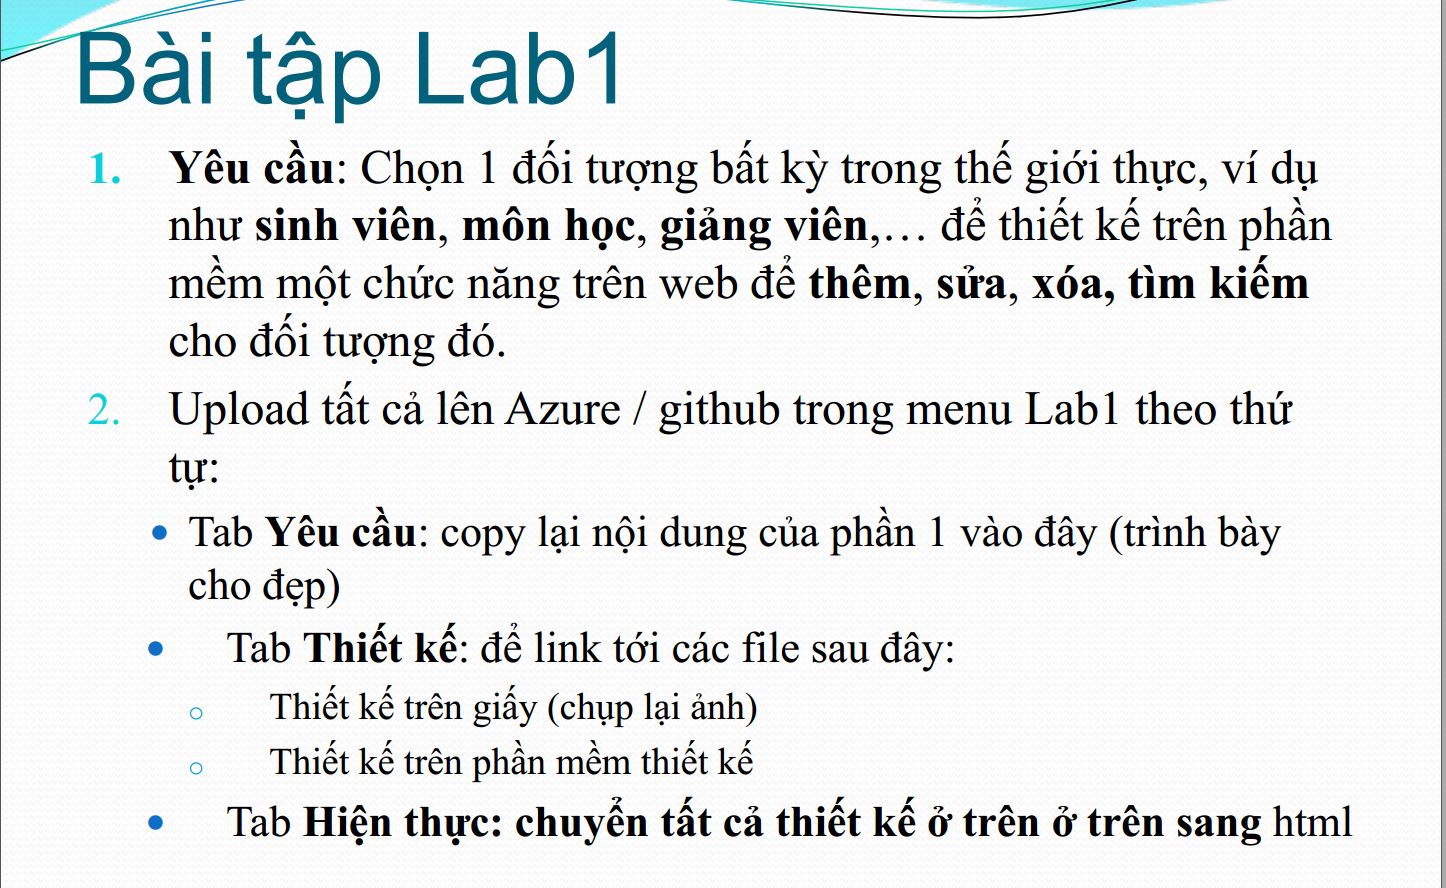 Bài tập Lab1
1. Yêu cầu: Chọn 1 đối tượng bất kỳ trong thế giới thực, ví dụ
như sinh viên, môn học, giảng viên,… để thiết kế trên phần
mềm một chức năng trên web để thêm, sửa, xóa, tìm kiếm
cho đối tượng đó.
2. Upload tất cả lên Azure / github trong menu Lab1 theo thứ
tự:
• Tab Yêu cầu: copy lại nội dung của phần 1 vào đây (trình bày
cho đẹp)
• Tab Thiết kế: để link tới các file sau đây:
○ Thiết kế trên giấy (chụp lại ảnh)
○ Thiết kế trên phần mềm thiết kế
• Tab Hiện thực: chuyển tất cả thiết kế ở trên ở trên sang html